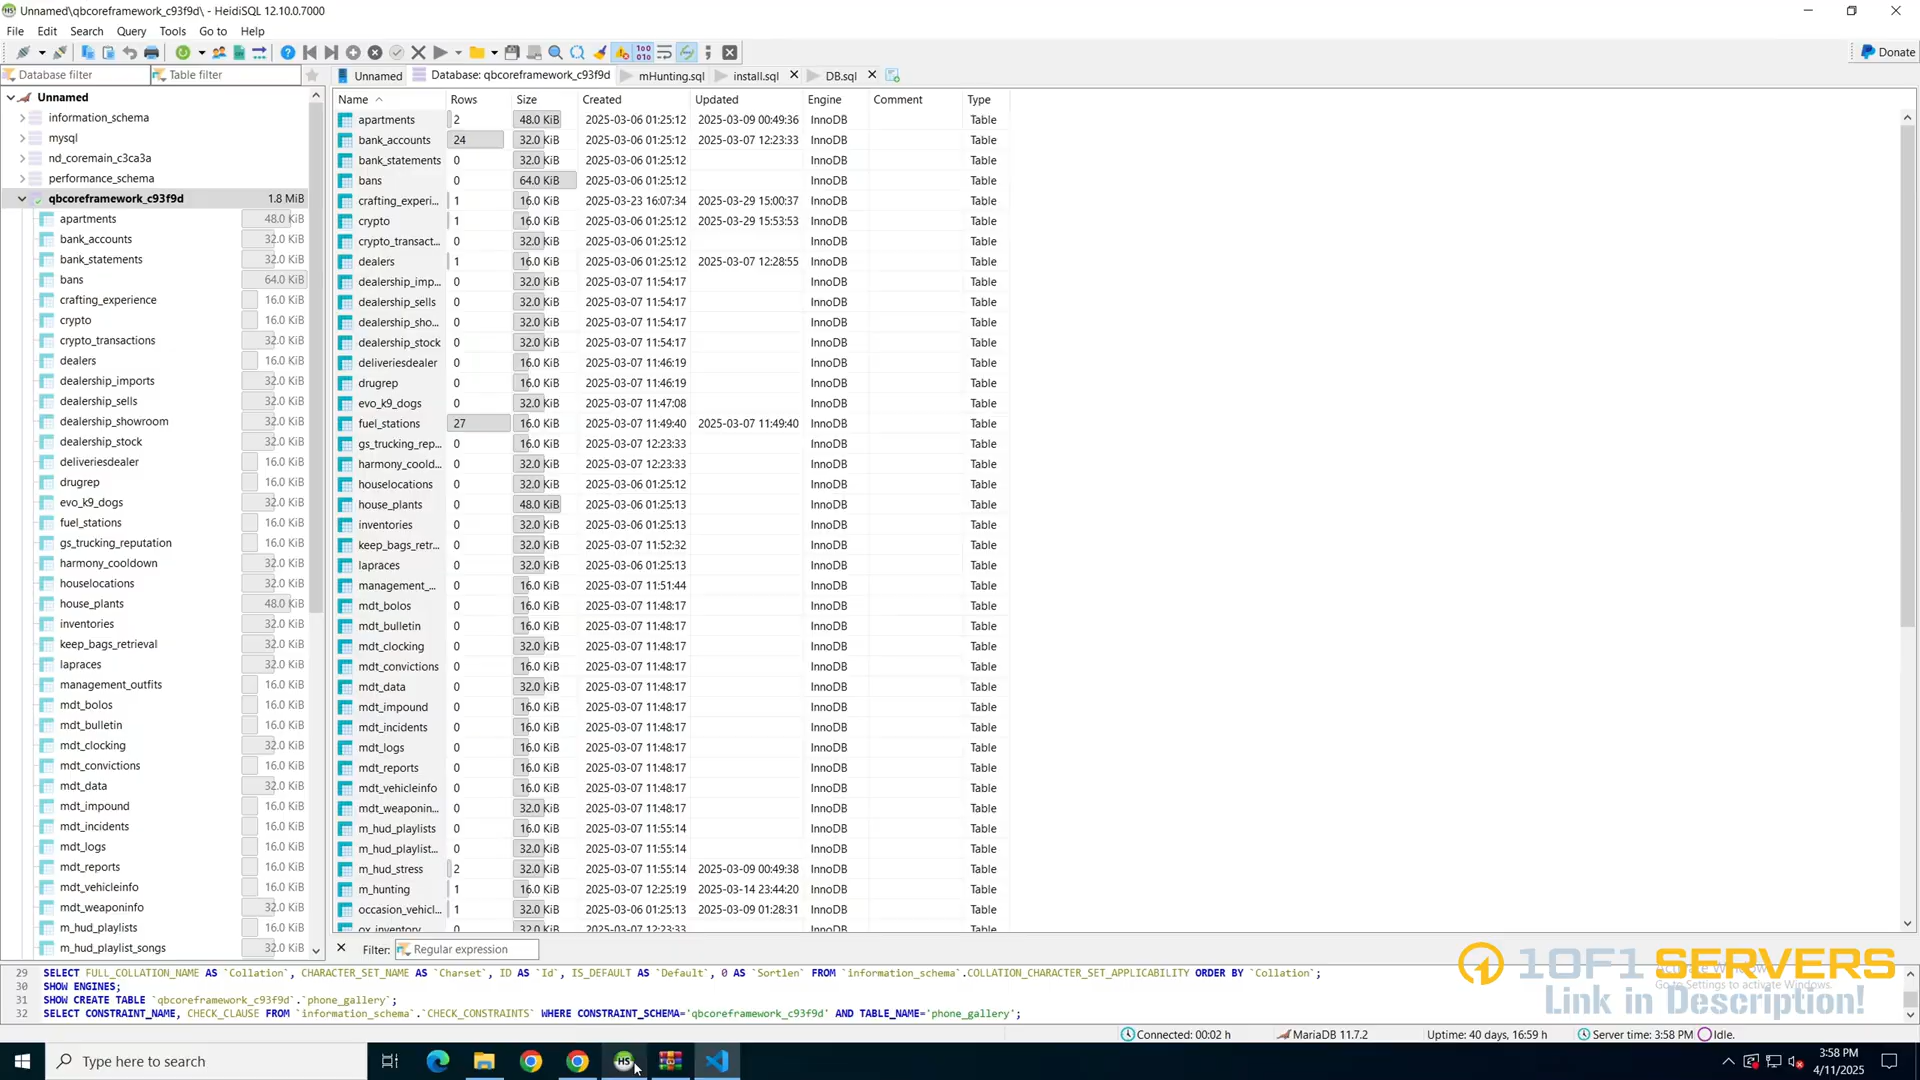 Unnamed\qbcoreframework_c93f9d\ - HeidiSQL 12.10.0.7000
File Edit Search Query Tools Go to Help
Donate
Database filter Table filter Unnamed Database: qbcoreframework_c93f9d mHunting.sql install.sql DB.sql
Unnamed
information_schema
mysql
nd_coremain_c3ca3a
performance_schema
qbcoreframework_c93f9d 1.8 MiB
apartments 48.0 KiB
bank_accounts 32.0 KiB
bank_statements 32.0 KiB
bans 64.0 KiB
crafting_experience 16.0 KiB
crypto 16.0 KiB
crypto_transactions 32.0 KiB
dealers 16.0 KiB
dealership_imports 32.0 KiB
dealership_sells 32.0 KiB
dealership_showroom 32.0 KiB
dealership_stock 32.0 KiB
deliveriesdealer 16.0 KiB
drugrep 16.0 KiB
evo_k9_dogs 32.0 KiB
fuel_stations 16.0 KiB
gs_trucking_reputation 16.0 KiB
harmony_cooldown 32.0 KiB
houselocations 32.0 KiB
house_plants 48.0 KiB
inventories 32.0 KiB
keep_bags_retrieval 32.0 KiB
lapraces 32.0 KiB
management_outfits 16.0 KiB
mdt_bolos 16.0 KiB
mdt_bulletin 16.0 KiB
mdt_clocking 32.0 KiB
mdt_convictions 16.0 KiB
mdt_data 32.0 KiB
mdt_impound 16.0 KiB
mdt_incidents 16.0 KiB
mdt_logs 16.0 KiB
mdt_reports 16.0 KiB
mdt_vehicleinfo 16.0 KiB
mdt_weaponinfo 32.0 KiB
m_hud_playlists 16.0 KiB
m_hud_playlist_songs 32.0 KiB
Name Rows Size Created Updated Engine Comment Type
apartments 2 48.0 KiB 2025-03-06 01:25:12 2025-03-09 00:49:36 InnoDB Table
bank_accounts 24 32.0 KiB 2025-03-06 01:25:12 2025-03-07 12:23:33 InnoDB Table
bank_statements 0 32.0 KiB 2025-03-06 01:25:12 InnoDB Table
bans 0 64.0 KiB 2025-03-06 01:25:12 InnoDB Table
crafting_experi... 1 16.0 KiB 2025-03-23 16:07:34 2025-03-29 15:00:37 InnoDB Table
crypto 1 16.0 KiB 2025-03-06 01:25:12 2025-03-29 15:53:53 InnoDB Table
crypto_transact... 0 32.0 KiB 2025-03-06 01:25:12 InnoDB Table
dealers 1 16.0 KiB 2025-03-06 01:25:12 2025-03-07 12:28:55 InnoDB Table
dealership_imp... 0 32.0 KiB 2025-03-07 11:54:17 InnoDB Table
dealership_sells 0 32.0 KiB 2025-03-07 11:54:17 InnoDB Table
dealership_sho... 0 32.0 KiB 2025-03-07 11:54:17 InnoDB Table
dealership_stock 0 32.0 KiB 2025-03-07 11:54:17 InnoDB Table
deliveriesdealer 0 16.0 KiB 2025-03-07 11:46:19 InnoDB Table
drugrep 0 16.0 KiB 2025-03-07 11:46:19 InnoDB Table
evo_k9_dogs 0 32.0 KiB 2025-03-07 11:47:08 InnoDB Table
fuel_stations 27 16.0 KiB 2025-03-07 11:49:40 2025-03-07 11:49:40 InnoDB Table
gs_trucking_rep... 0 16.0 KiB 2025-03-07 12:23:33 InnoDB Table
harmony_coold... 0 32.0 KiB 2025-03-07 12:23:33 InnoDB Table
houselocations 0 32.0 KiB 2025-03-06 01:25:12 InnoDB Table
house_plants 0 48.0 KiB 2025-03-06 01:25:13 InnoDB Table
inventories 0 32.0 KiB 2025-03-06 01:25:13 InnoDB Table
keep_bags_retr... 0 32.0 KiB 2025-03-07 11:52:32 InnoDB Table
lapraces 0 32.0 KiB 2025-03-06 01:25:13 InnoDB Table
management_... 0 16.0 KiB 2025-03-07 11:51:44 InnoDB Table
mdt_bolos 0 16.0 KiB 2025-03-07 11:48:17 InnoDB Table
mdt_bulletin 0 16.0 KiB 2025-03-07 11:48:17 InnoDB Table
mdt_clocking 0 32.0 KiB 2025-03-07 11:48:17 InnoDB Table
mdt_convictions 0 16.0 KiB 2025-03-07 11:48:17 InnoDB Table
mdt_data 0 32.0 KiB 2025-03-07 11:48:17 InnoDB Table
mdt_impound 0 16.0 KiB 2025-03-07 11:48:17 InnoDB Table
mdt_incidents 0 16.0 KiB 2025-03-07 11:48:17 InnoDB Table
mdt_logs 0 16.0 KiB 2025-03-07 11:48:17 InnoDB Table
mdt_reports 0 16.0 KiB 2025-03-07 11:48:17 InnoDB Table
mdt_vehicleinfo 0 16.0 KiB 2025-03-07 11:48:17 InnoDB Table
mdt_weaponin... 0 32.0 KiB 2025-03-07 11:48:17 InnoDB Table
m_hud_playlists 0 16.0 KiB 2025-03-07 11:55:14 InnoDB Table
m_hud_playlist... 0 32.0 KiB 2025-03-07 11:55:14 InnoDB Table
m_hud_stress 2 32.0 KiB 2025-03-07 11:55:14 2025-03-09 00:49:38 InnoDB Table
m_hunting 1 16.0 KiB 2025-03-07 12:25:19 2025-03-14 23:44:20 InnoDB Table
occasion_vehicl... 1 32.0 KiB 2025-03-06 01:25:13 2025-03-09 01:28:31 InnoDB Table
ox_inventory 0 32.0 KiB 2025-03-07 12:23:33 InnoDB Table
Filter: Regular expression
29 SELECT FULL_COLLATION_NAME AS `Collation`, CHARACTER_SET_NAME AS `Charset`, ID AS `Id`, IS_DEFAULT AS `Default`, 0 AS `Sortlen` FROM `information_schema`.COLLATION_CHARACTER_SET_APPLICABILITY ORDER BY `Collation`;
30 SHOW ENGINES;
31 SHOW CREATE TABLE `qbcoreframework_c93f9d`.`phone_gallery`;
32 SELECT CONSTRAINT_NAME, CHECK_CLAUSE FROM `information_schema`.`CHECK_CONSTRAINTS` WHERE CONSTRAINT_SCHEMA='qbcoreframework_c93f9d' AND TABLE_NAME='phone_gallery';
1OF1 SERVERS
Activate Windows
Go to Settings to activate Windows.
Link in Description!
Connected: 00:02 h MariaDB 11.7.2 Uptime: 40 days, 16:59 h Server time: 3:58 PM Idle.
Type here to search
HS
3:58 PM
4/11/2025